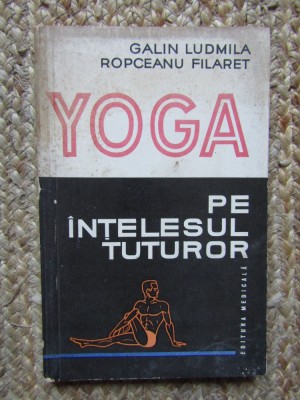 GALIN LUDMILA
ROPCEANU FILARET
YOGA
PE
ÎNȚELESUL
TUTUROR
EDITURA MEDICALĂ